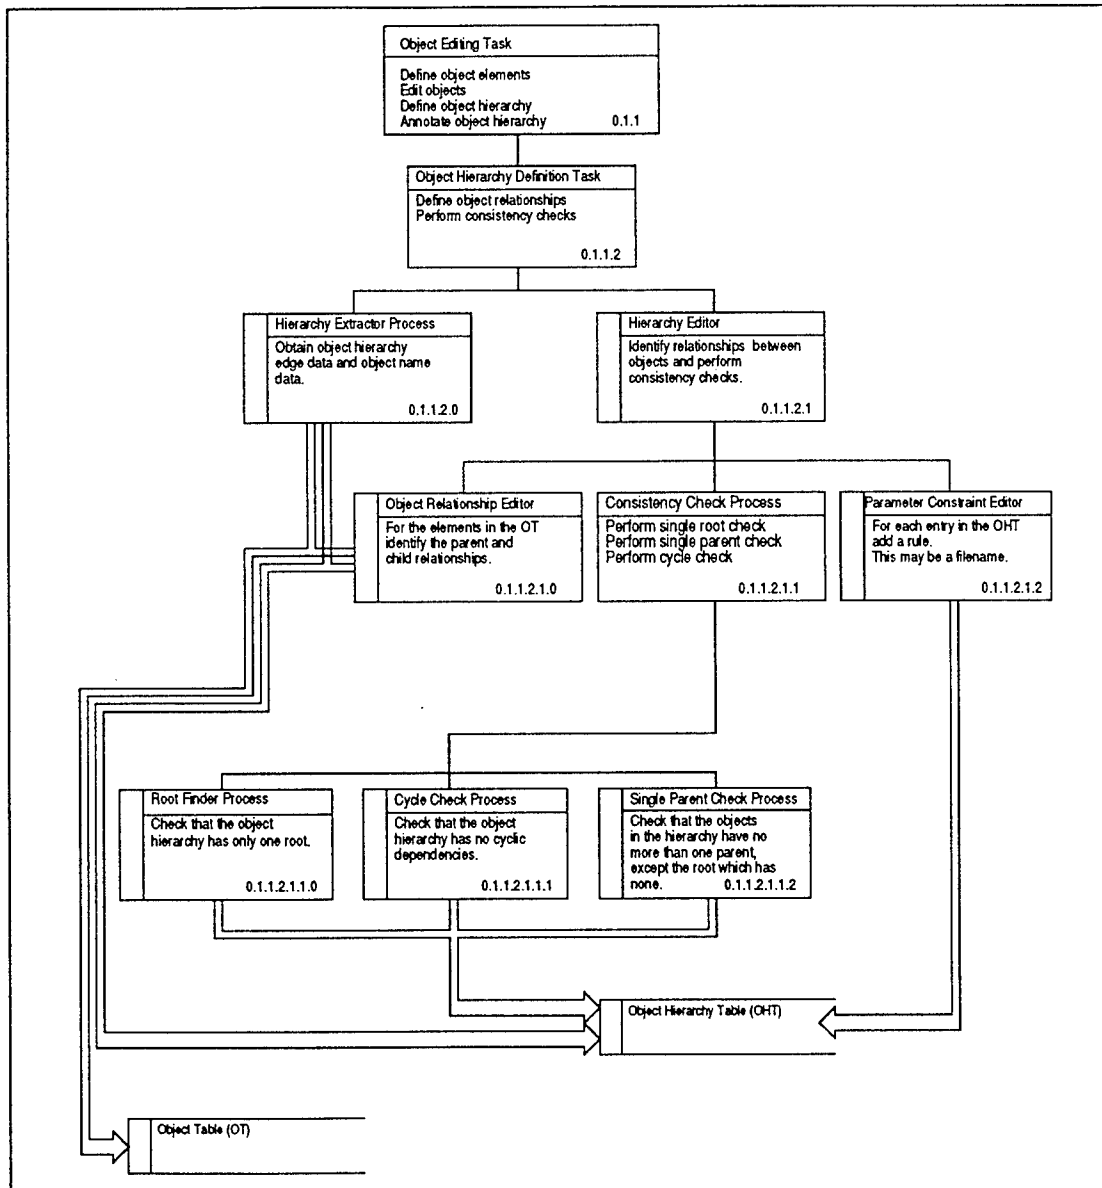 Object Editing Task
Define object elements
Edit objects
Define object hierarchy
Annotate object hierarchy 0.1.1
Object Hierarchy Definition Task
Define object relationships
Perform consistency checks
0.1.1.2
Hierarchy Extractor Process
Obtain object hierarchy
edge data and object name
data.
0.1.1.2.0
Hierarchy Editor
Identify relationships between
objects and perform
consistency checks.
0.1.1.2.1
Object Relationship Editor
For the elements in the OT
identify the parent and
child relationships.
0.1.1.2.1.0
Consistency Check Process
Perform single root check
Perform single parent check
Perform cycle check
0.1.1.2.1.1
Parameter Constraint Editor
For each entry in the OHT
add a rule.
This may be a filename.
0.1.1.2.1.2
Root Finder Process
Check that the object
hierarchy has only one root.
0.1.1.2.1.1.0
Cycle Check Process
Check that the object
hierarchy has no cyclic
dependencies.
0.1.1.2.1.1.1
Single Parent Check Process
Check that the objects
in the hierarchy have no
more than one parent,
except the root which has
none. 0.1.1.2.1.1.2
Object Hierarchy Table (OHT)
Object Table (OT)